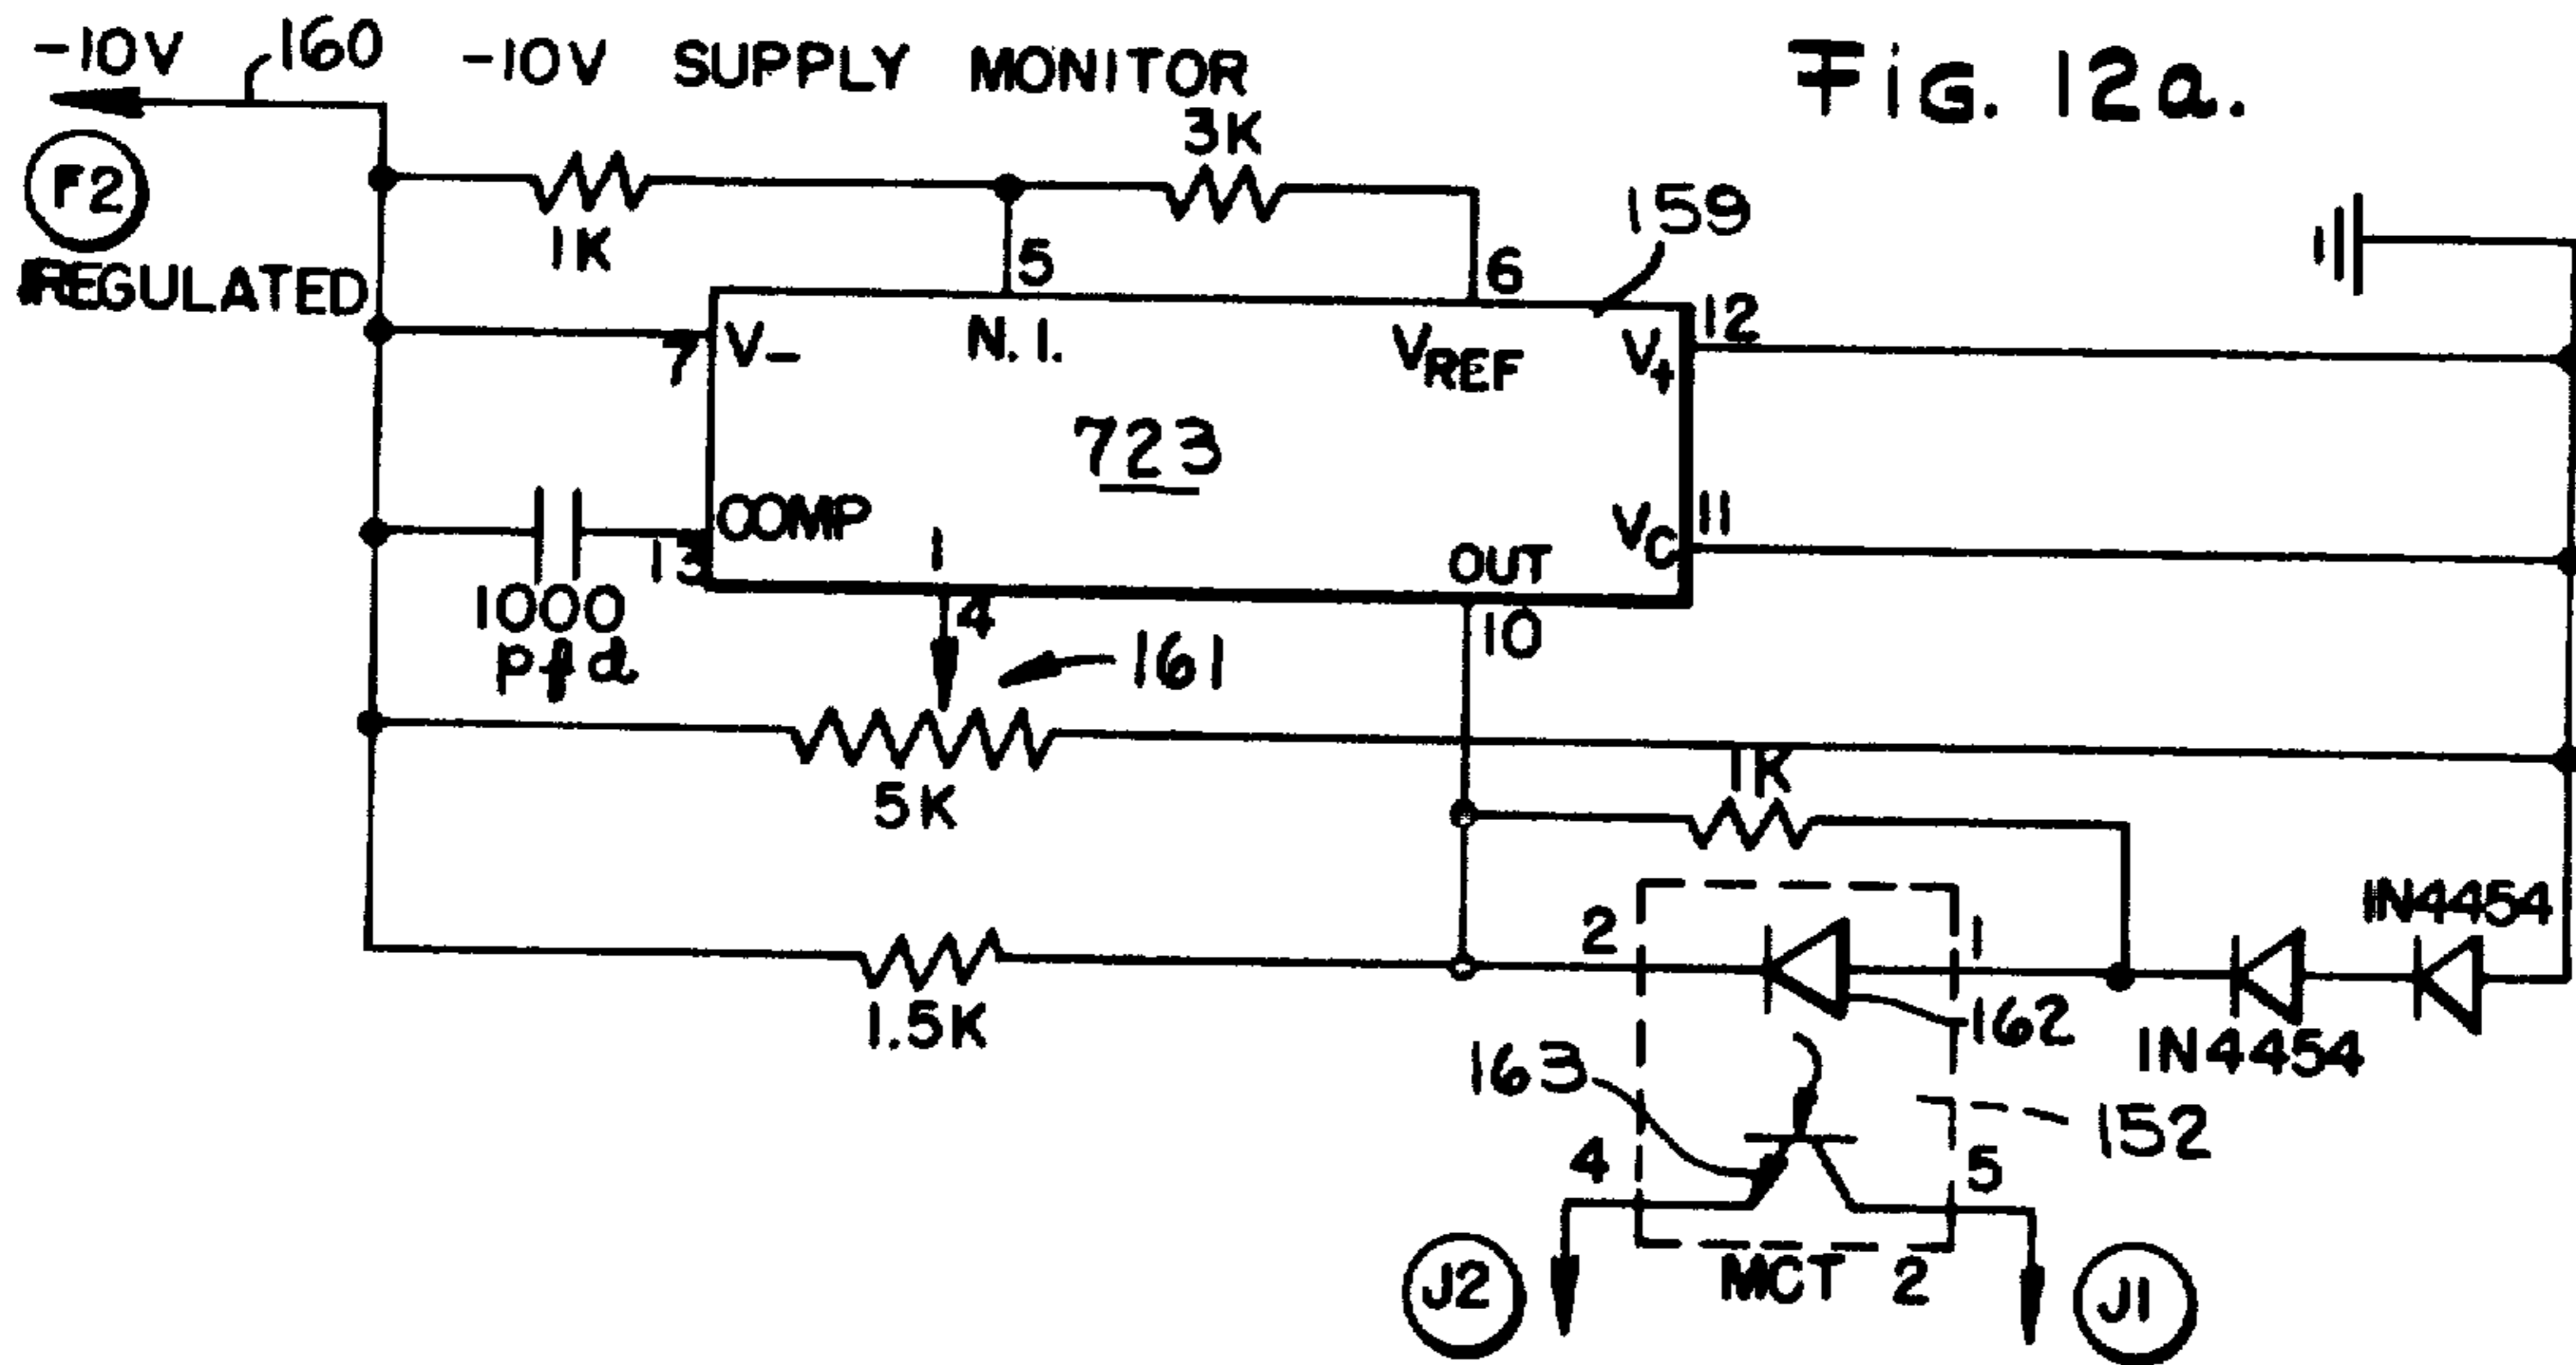 -10V
160
-10V SUPPLY MONITOR
Fig. 12a.
F2
REGULATED
1K
3K
159
5
6
12
7
V-
N.I.
VREF
V+
723
COMP
13
1
4
OUT
10
VC
11
1000
pfd
161
5K
1K
1.5K
2
1
162
1N4454
1N4454
163
152
4
5
MCT 2
J2
J1